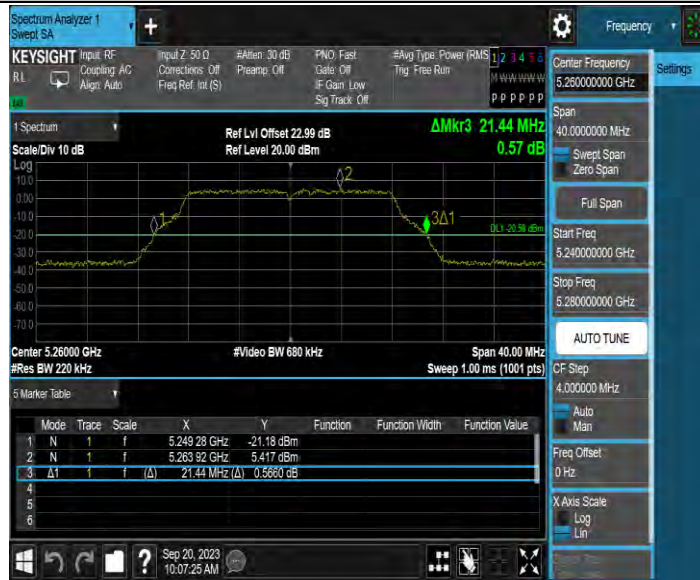 Spectrum Analyzer 1
Swept SA
+
Frequency
KEYSIGHT
RL
Input: RF
Coupling: AC
Align: Auto
Input Z: 50 Ω
Corrections: Off
Freq Ref: Int (S)
#Atten: 30 dB
Preamp: Off
PNO: Fast
Gate: Off
IF Gain: Low
Sig Track: Off
#Avg Type: Power (RMS
Trig: Free Run
1 2 3 4 5 6
M W W W W W
P P P P P P
1 Spectrum
Scale/Div 10 dB
Ref Lvl Offset 22.99 dB
Ref Level 20.00 dBm
ΔMkr3 21.44 MHz
0.57 dB
Log
10.0
0.00
-10.0
-20.0
-30.0
-40.0
-50.0
-60.0
-70.0
1
2
3Δ1
DL1 -20.58 dBm
Center 5.26000 GHz
#Res BW 220 kHz
#Video BW 680 kHz
Span 40.00 MHz
Sweep 1.00 ms (1001 pts)
5 Marker Table
Mode Trace Scale X Y Function Function Width Function Value
1 N 1 f 5.249 28 GHz -21.18 dBm
2 N 1 f 5.263 92 GHz 5.417 dBm
3 Δ1 1 f (Δ) 21.44 MHz (Δ) 0.5660 dB
4
5
6
Sep 20, 2023
10:07:25 AM
?
Center Frequency
5.260000000 GHz
Span
40.0000000 MHz
Swept Span
Zero Span
Full Span
Start Freq
5.240000000 GHz
Stop Freq
5.280000000 GHz
AUTO TUNE
CF Step
4.000000 MHz
Auto
Man
Freq Offset
0 Hz
X Axis Scale
Log
Lin
Settings